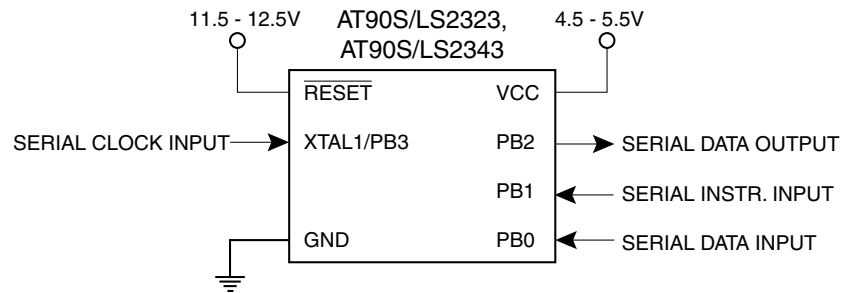 11.5 - 12.5V
AT90S/LS2323,
AT90S/LS2343
4.5 - 5.5V
RESET
VCC
SERIAL CLOCK INPUT
XTAL1/PB3
PB2
SERIAL DATA OUTPUT
PB1
SERIAL INSTR. INPUT
GND
PB0
SERIAL DATA INPUT